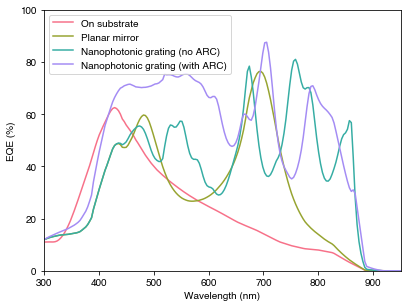 100
80
60
40
20
0
EQE (%)
On substrate
Planar mirror
Nanophotonic grating (no ARC)
Nanophotonic grating (with ARC)
300 400 500 600 700 800 900
Wavelength (nm)